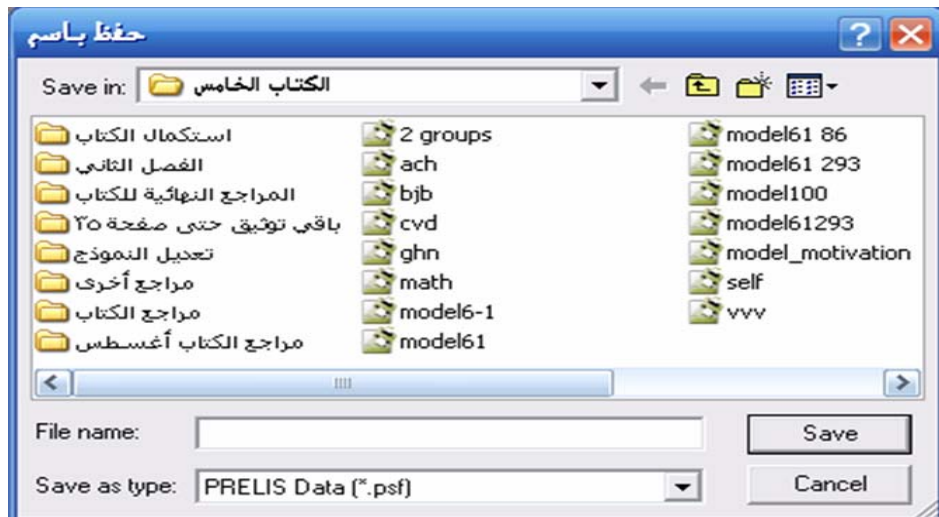 حفظ باسم
Save in: الكتاب الخامس
استكمال الكتاب
الفصل الثاني
المراجع النهائية للكتاب
باقي توثيق حتى صفحة ٢٥
تعديل النموذج
مراجع أخرى
مراجع الكتاب
مراجع الكتاب أغسطس
2 groups
ach
bjb
cvd
ghn
math
model6-1
model61
model61 86
model61 293
model100
model61293
model_motivation
self
vvv
File name:
Save
Save as type: PRELIS Data (*.psf)
Cancel